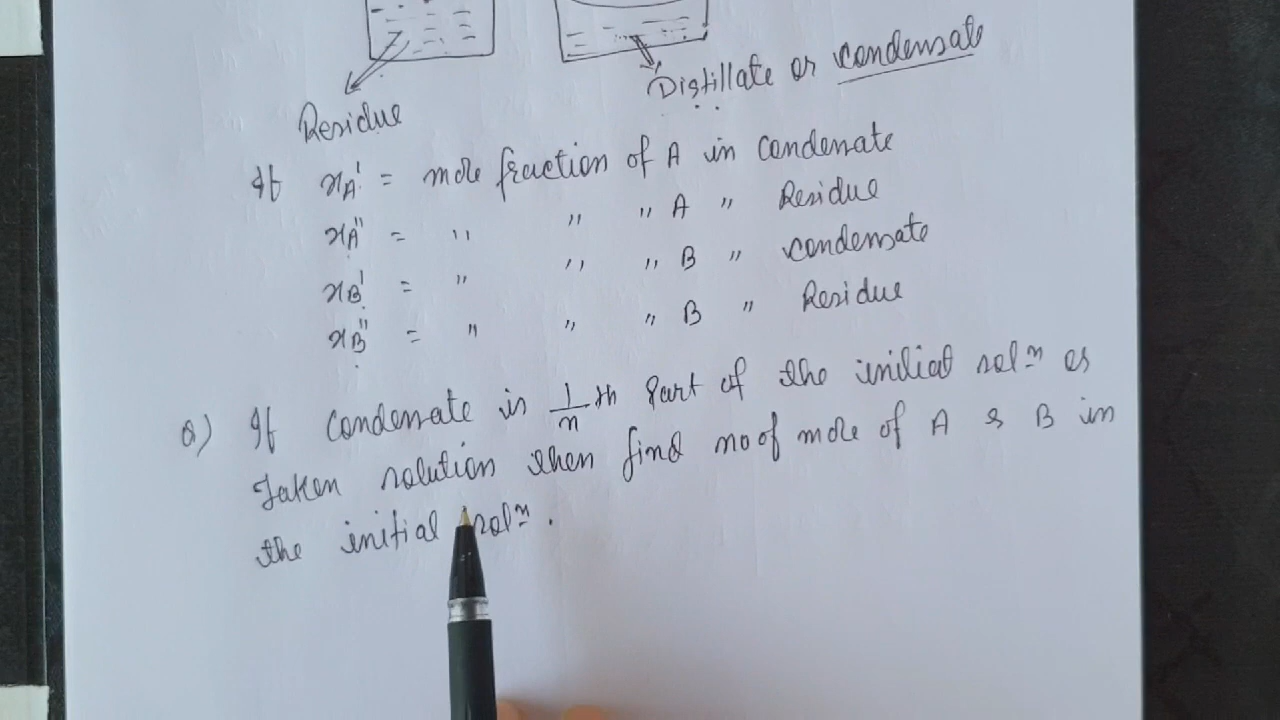 Distillate or condensate
Residue
If xA' = mole fraction of A in condensate
xA" = " " " A " Residue
xB' = " " " B " condensate
xB" = " " " B " Residue
Q) If condensate is 1/n th part of the initial solⁿ or
taken solution then find no of mole of A & B in
the initial solⁿ.